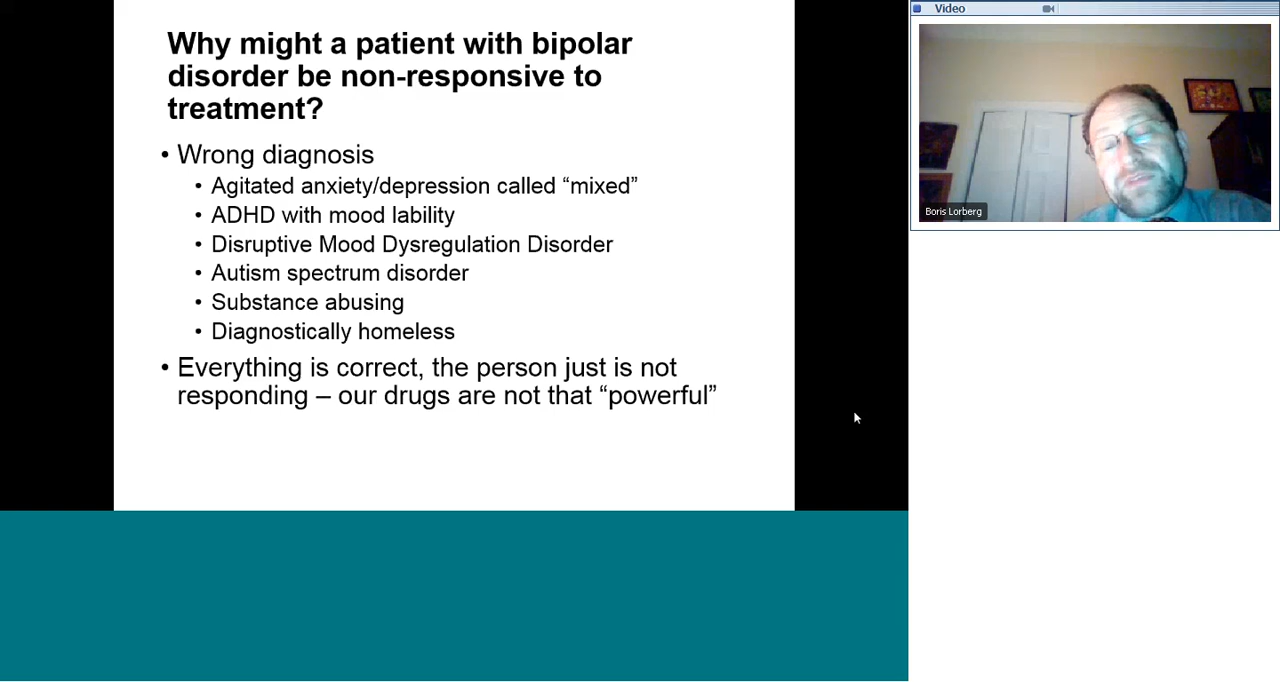 Why might a patient with bipolar
disorder be non-responsive to
treatment?
• Wrong diagnosis
• Agitated anxiety/depression called “mixed”
• ADHD with mood lability
• Disruptive Mood Dysregulation Disorder
• Autism spectrum disorder
• Substance abusing
• Diagnostically homeless
• Everything is correct, the person just is not
responding – our drugs are not that “powerful”
Video
Boris Lorberg